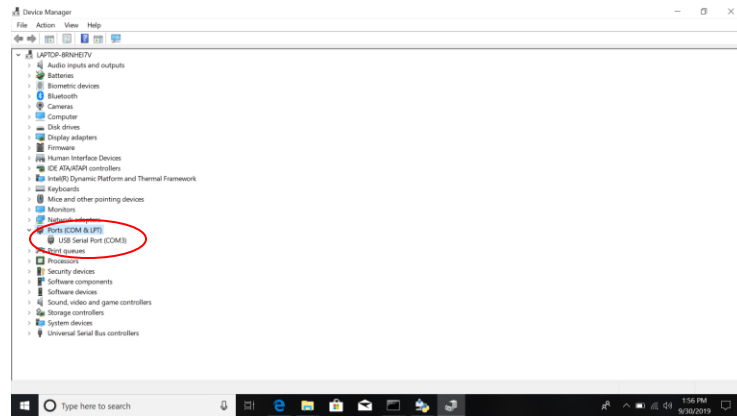 Device Manager
File Action View Help
LAPTOP-8RNHEI7V
Audio inputs and outputs
Batteries
Biometric devices
Bluetooth
Cameras
Computer
Disk drives
Display adapters
Firmware
Human Interface Devices
IDE ATA/ATAPI controllers
Intel(R) Dynamic Platform and Thermal Framework
Keyboards
Mice and other pointing devices
Monitors
Network adapters
Ports (COM & LPT)
USB Serial Port (COM3)
Print queues
Processors
Security devices
Software components
Software devices
Sound, video and game controllers
Storage controllers
System devices
Universal Serial Bus controllers
Type here to search
1:56 PM
9/30/2019